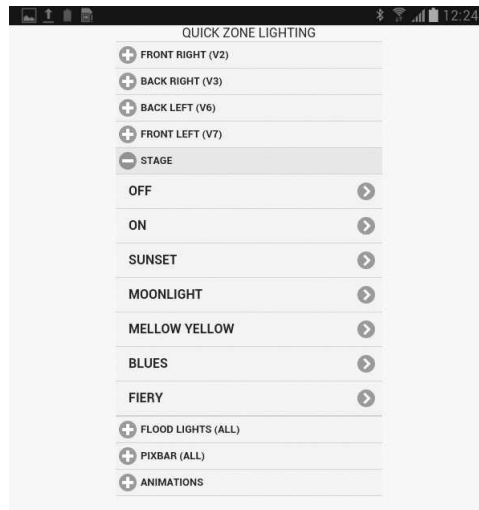 12:24
QUICK ZONE LIGHTING
FRONT RIGHT (V2)
BACK RIGHT (V3)
BACK LEFT (V6)
FRONT LEFT (V7)
STAGE
OFF
ON
SUNSET
MOONLIGHT
MELLOW YELLOW
BLUES
FIERY
FLOOD LIGHTS (ALL)
PIXBAR (ALL)
ANIMATIONS